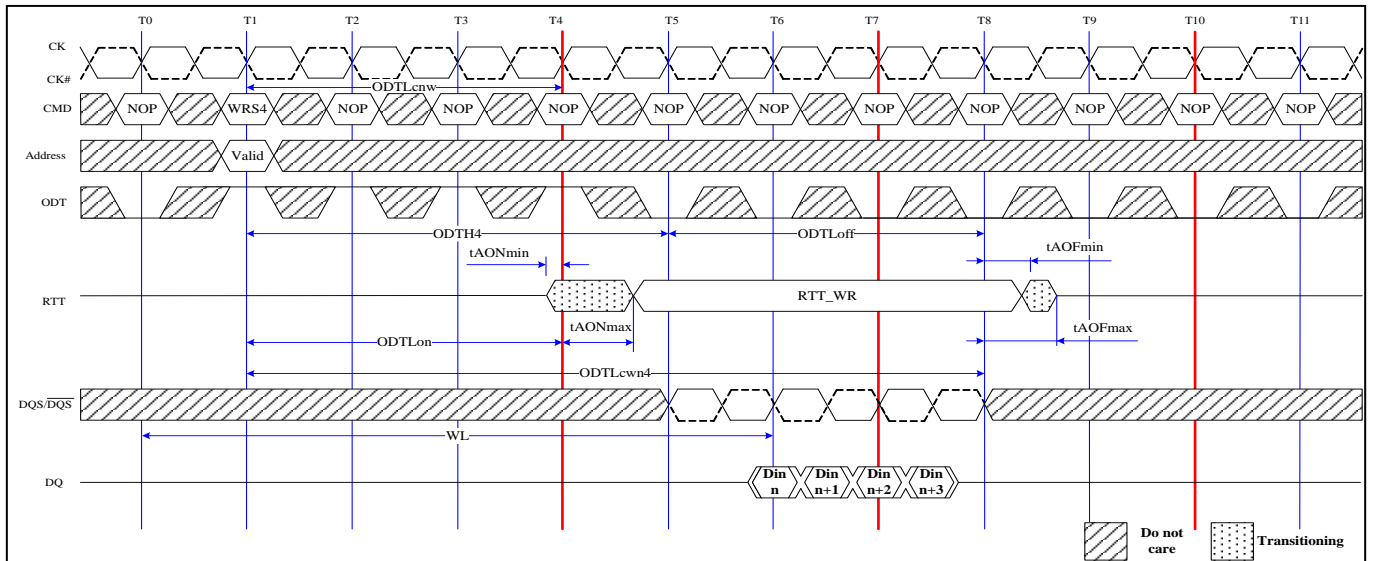 T0 T1 T2 T3 T4 T5 T6 T7 T8 T9 T10 T11
CK
CK#
ODTLcnw
CMD NOP WRS4 NOP NOP NOP NOP NOP NOP NOP NOP NOP NOP
Address Valid
ODT
ODTH4 ODTLoff
tAONmin tAOFmin
RTT RTT_WR
tAONmax tAOFmax
ODTLon
ODTLcwn4
DQS/DQS
WL
DQ Din n Din n+1 Din n+2 Din n+3
Do not care Transitioning